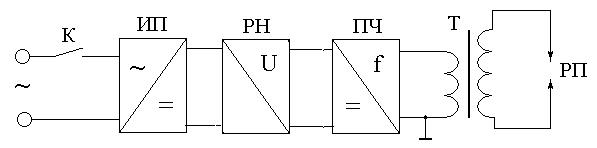 К ИП РН ПЧ Т РП
~ ~ U f
= =